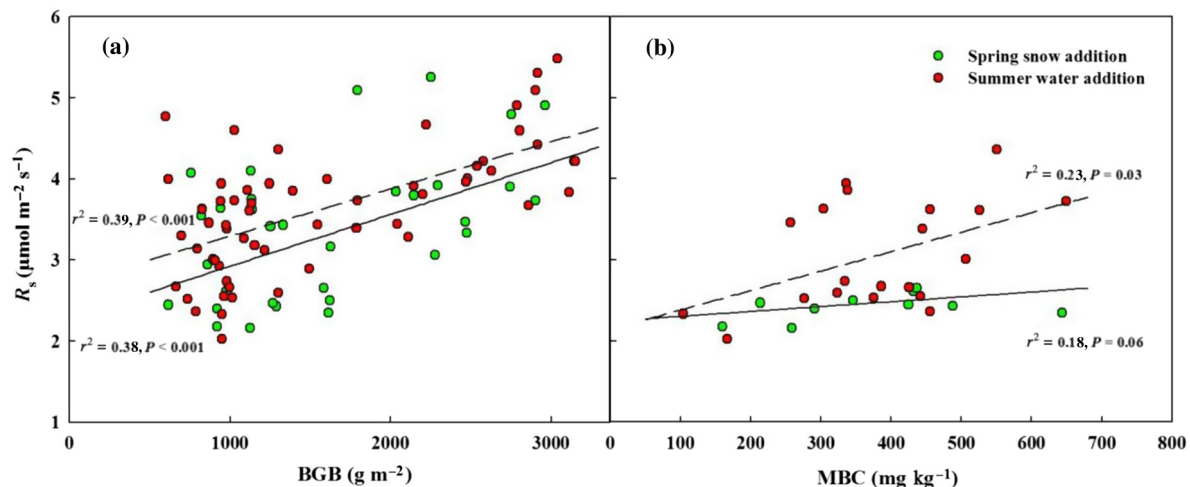 (a)
(b)
Spring snow addition
Summer water addition
6
5
4
3
2
1
Rs (μmol m−2 s−1)
r2 = 0.39, P < 0.001
r2 = 0.38, P < 0.001
r2 = 0.23, P = 0.03
r2 = 0.18, P = 0.06
0 1000 2000 3000 0 100 200 300 400 500 600 700 800
BGB (g m−2) MBC (mg kg−1)